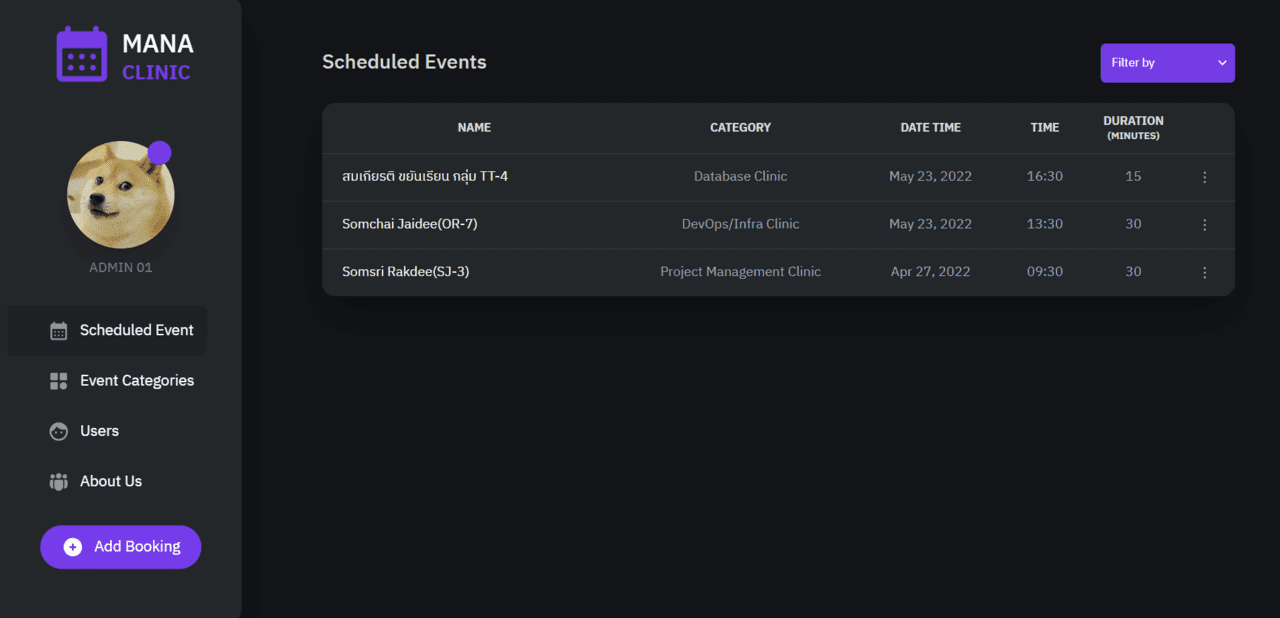 MANA
CLINIC
ADMIN 01
Scheduled Event
Event Categories
Users
About Us
Add Booking
Scheduled Events
Filter by
NAME CATEGORY DATE TIME TIME DURATION (MINUTES)
สมเกียรติ ขยันเรียน กลุ่ม TT-4 Database Clinic May 23, 2022 16:30 15
Somchai Jaidee(OR-7) DevOps/Infra Clinic May 23, 2022 13:30 30
Somsri Rakdee(SJ-3) Project Management Clinic Apr 27, 2022 09:30 30